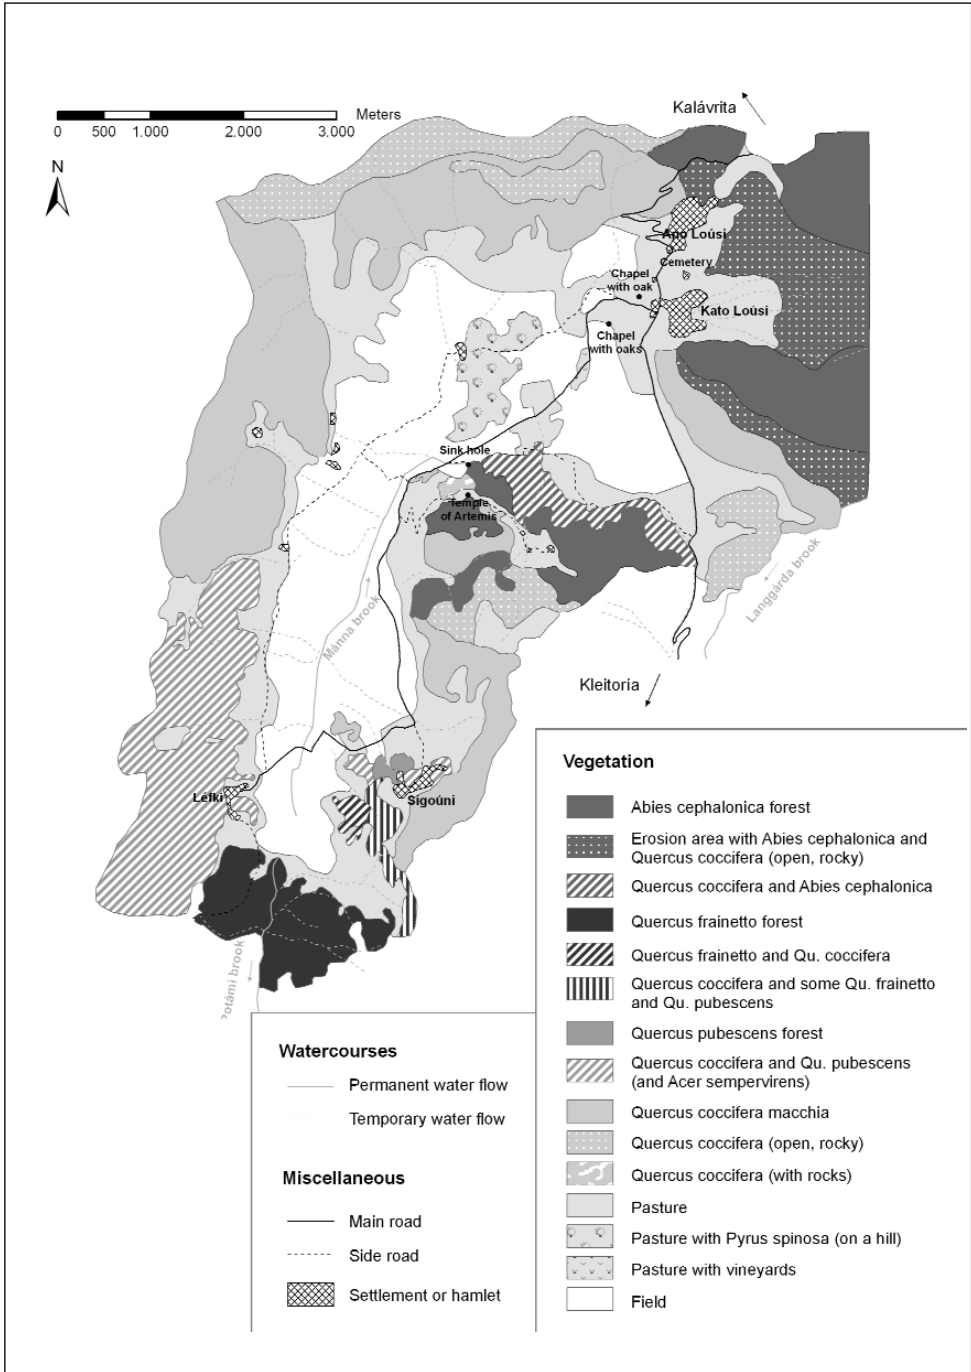 Kalávrita
Meters
0 500 1.000 2.000 3.000
N
Ano Loúsi
Cemetery
Chapel
with oak
Kato Loúsi
Chapel
with oaks
Sink hole
Temple
of Artemis
Langgárda brook
Mánna brook
Kleitoría
Léfki
Sigoúni
Potámi brook
Vegetation
Abies cephalonica forest
Erosion area with Abies cephalonica and
Quercus coccifera (open, rocky)
Quercus coccifera and Abies cephalonica
Quercus frainetto forest
Quercus frainetto and Qu. coccifera
Quercus coccifera and some Qu. frainetto
and Qu. pubescens
Quercus pubescens forest
Quercus coccifera and Qu. pubescens
(and Acer sempervirens)
Quercus coccifera macchia
Quercus coccifera (open, rocky)
Quercus coccifera (with rocks)
Pasture
Pasture with Pyrus spinosa (on a hill)
Pasture with vineyards
Field
Watercourses
Permanent water flow
Temporary water flow
Miscellaneous
Main road
Side road
Settlement or hamlet